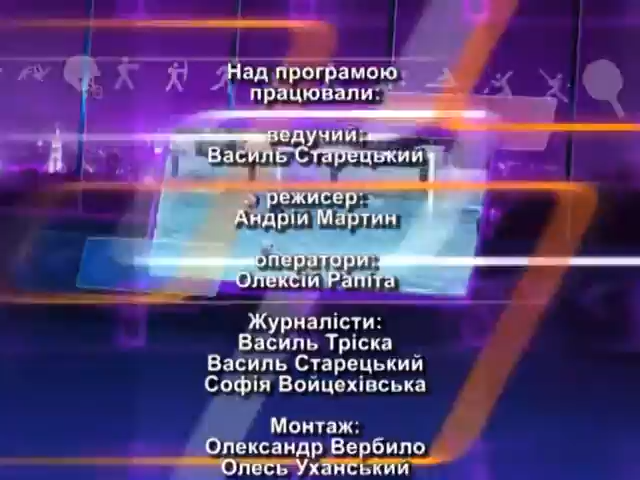 Над програмою
працювали:
ведучий:
Василь Старецький
режисер:
Андрій Мартин
оператори:
Олексій Рапіта
Журналісти:
Василь Тріска
Василь Старецький
Софія Войцехівська
Монтаж:
Олександр Вербило
Олесь Уханський